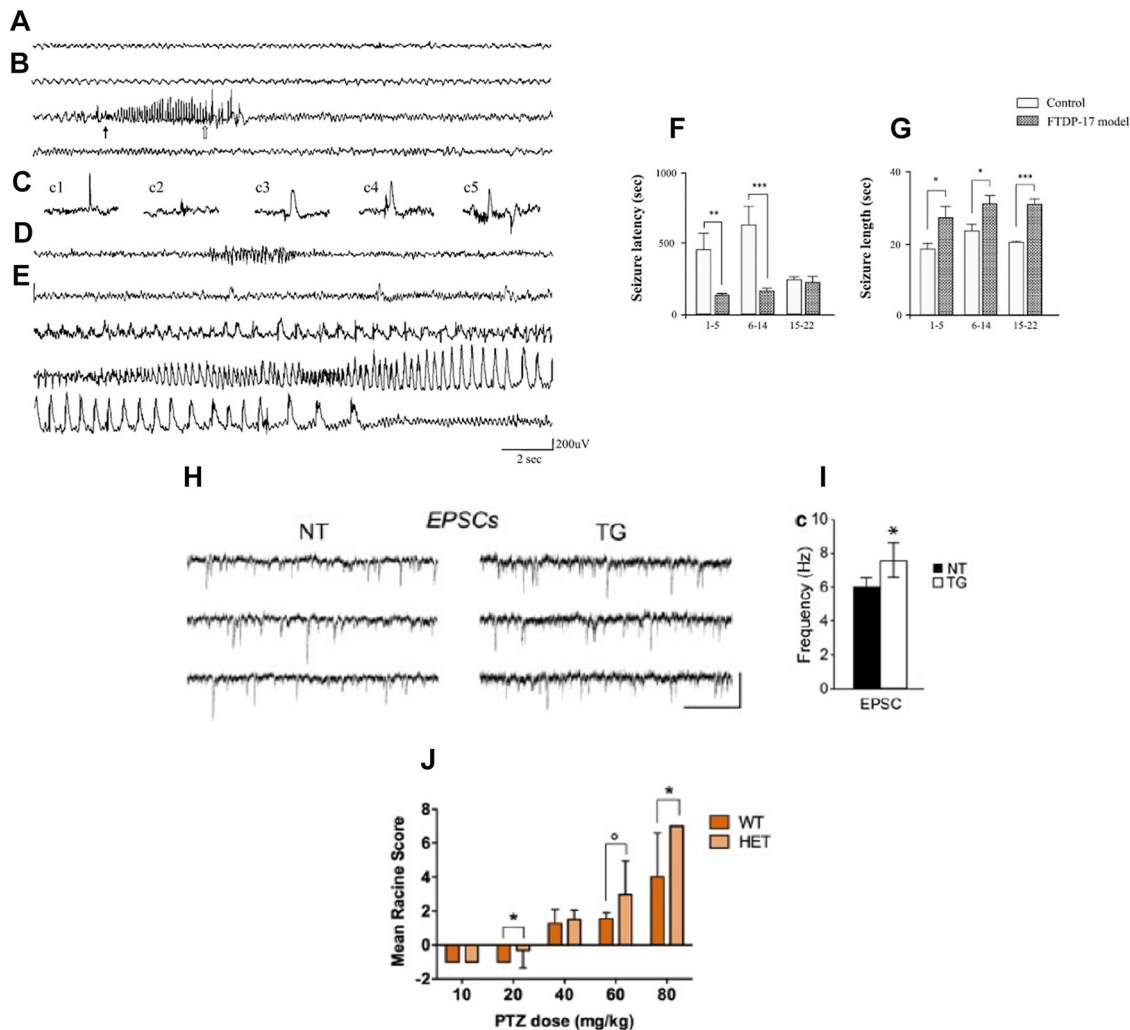 A
B
C
c1 c2 c3 c4 c5
D
E
200uV
2 sec
F
Seizure latency (sec)
1000
500
0
1-5 6-14 15-22
** ***
G
Control
FTDP-17 model
Seizure length (sec)
40
20
0
1-5 6-14 15-22
* * ***
H
EPSCs
NT TG
I
c
Frequency (Hz)
10
8
6
4
2
0
*
EPSC
NT
TG
J
Mean Racine Score
8
6
4
2
0
-2
* ° *
WT
HET
10 20 40 60 80
PTZ dose (mg/kg)